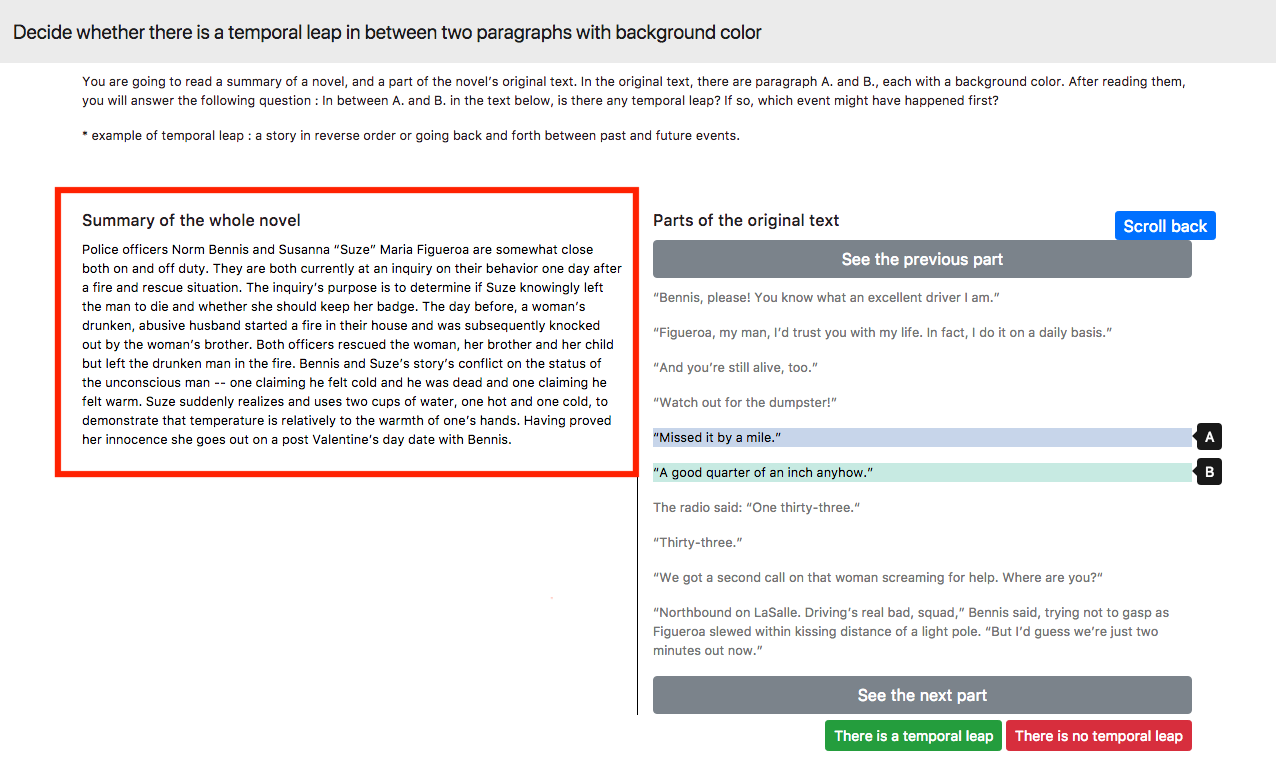 Decide whether there is a temporal leap in between two paragraphs with background color
You are going to read a summary of a novel, and a part of the novel's original text. In the original text, there are paragraph A. and B., each with a background color. After reading them,
you will answer the following question : In between A. and B. in the text below, is there any temporal leap? If so, which event might have happened first?
* example of temporal leap : a story in reverse order or going back and forth between past and future events.
Summary of the whole novel
Police officers Norm Bennis and Susanna “Suze” Maria Figueroa are somewhat close
both on and off duty. They are both currently at an inquiry on their behavior one day after
a fire and rescue situation. The inquiry’s purpose is to determine if Suze knowingly left
the man to die and whether she should keep her badge. The day before, a woman’s
drunken, abusive husband started a fire in their house and was subsequently knocked
out by the woman’s brother. Both officers rescued the woman, her brother and her child
but left the drunken man in the fire. Bennis and Suze’s story’s conflict on the status of
the unconscious man -- one claiming he felt cold and he was dead and one claiming he
felt warm. Suze suddenly realizes and uses two cups of water, one hot and one cold, to
demonstrate that temperature is relatively to the warmth of one’s hands. Having proved
her innocence she goes out on a post Valentine’s day date with Bennis.
Parts of the original text
Scroll back
See the previous part
“Bennis, please! You know what an excellent driver I am.”
“Figueroa, my man, I’d trust you with my life. In fact, I do it on a daily basis.”
“And you’re still alive, too.”
“Watch out for the dumpster!”
“Missed it by a mile.” A
“A good quarter of an inch anyhow.” B
The radio said: “One thirty-three.”
“Thirty-three.”
“We got a second call on that woman screaming for help. Where are you?”
“Northbound on LaSalle. Driving’s real bad, squad,” Bennis said, trying not to gasp as
Figueroa slewed within kissing distance of a light pole. “But I’d guess we’re just two
minutes out now.”
See the next part
There is a temporal leap
There is no temporal leap